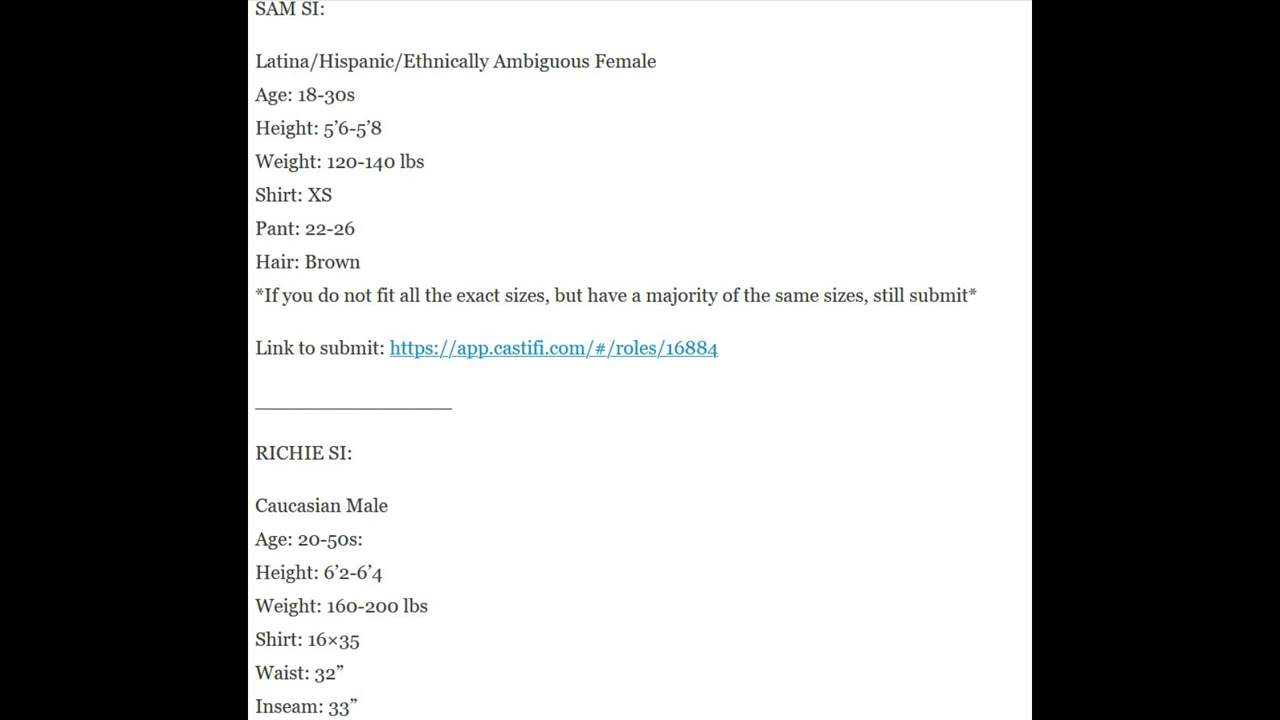 SAM SI:
Latina/Hispanic/Ethnically Ambiguous Female
Age: 18-30s
Height: 5’6-5’8
Weight: 120-140 lbs
Shirt: XS
Pant: 22-26
Hair: Brown
*If you do not fit all the exact sizes, but have a majority of the same sizes, still submit*
Link to submit: https://app.castifi.com/#/roles/16884
___________________
RICHIE SI:
Caucasian Male
Age: 20-50s:
Height: 6’2-6’4
Weight: 160-200 lbs
Shirt: 16×35
Waist: 32”
Inseam: 33”